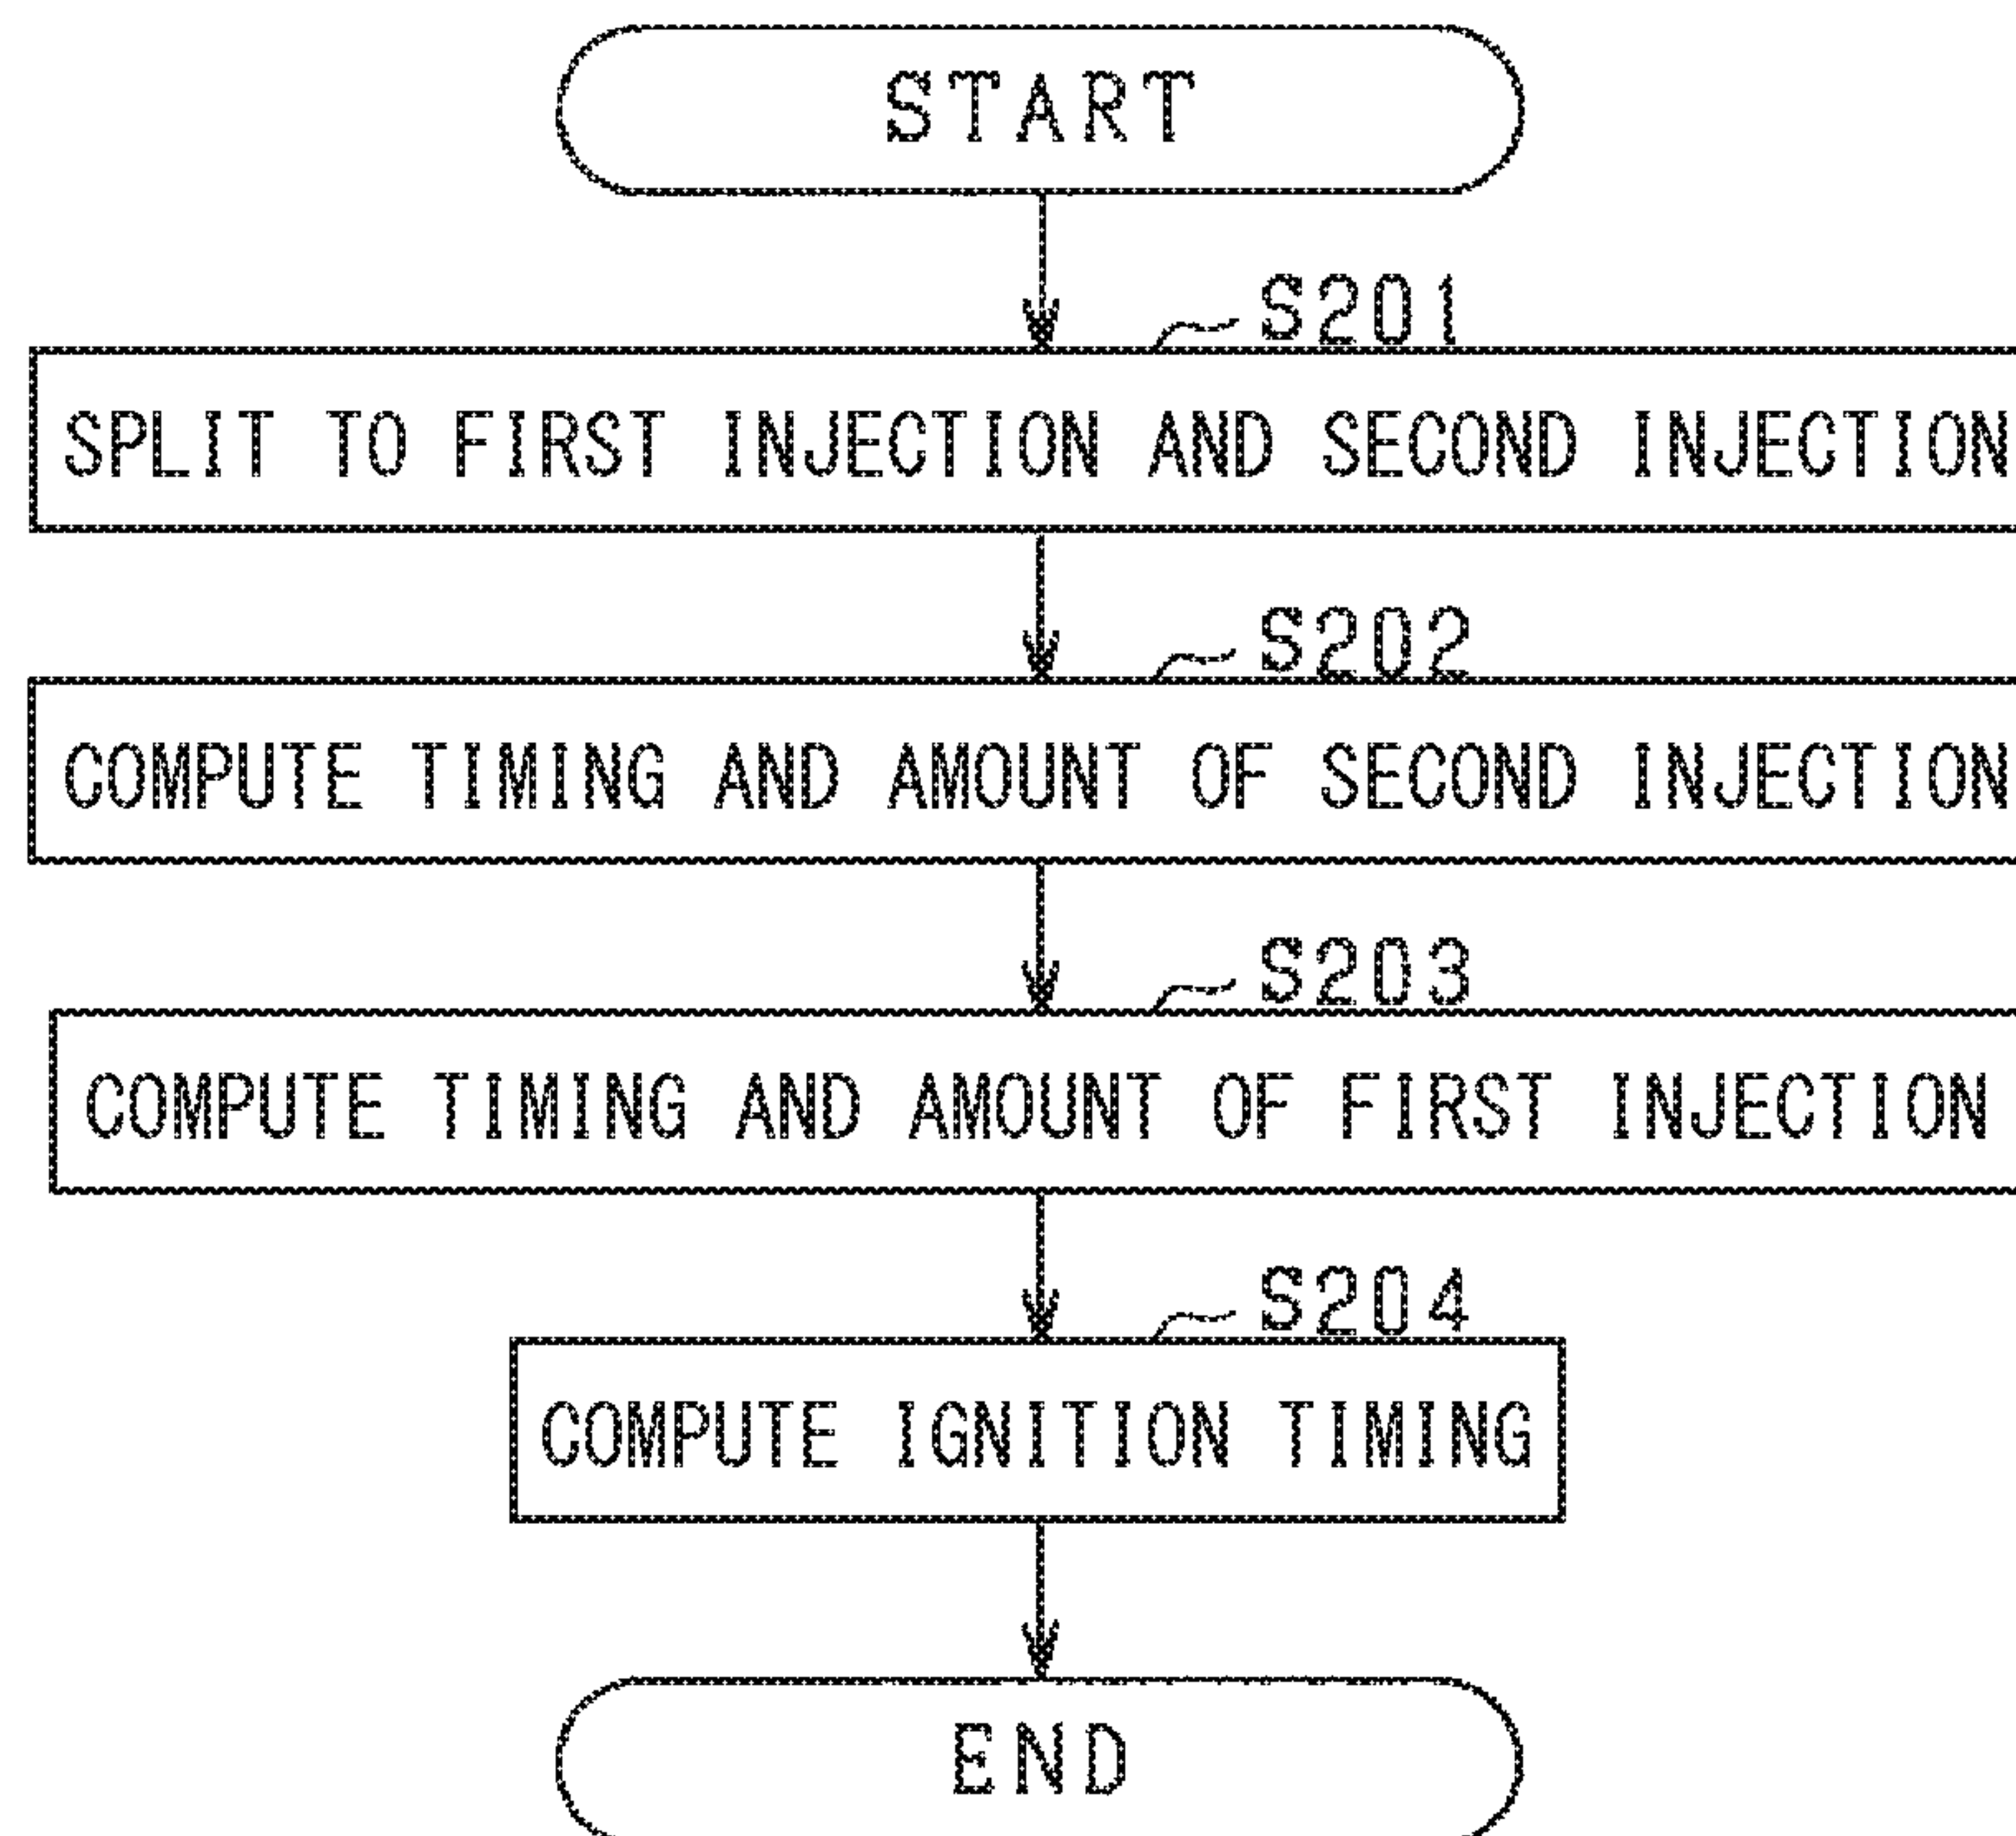 START
S201
SPLIT TO FIRST INJECTION AND SECOND INJECTION
S202
COMPUTE TIMING AND AMOUNT OF SECOND INJECTION
S203
COMPUTE TIMING AND AMOUNT OF FIRST INJECTION
S204
COMPUTE IGNITION TIMING
END